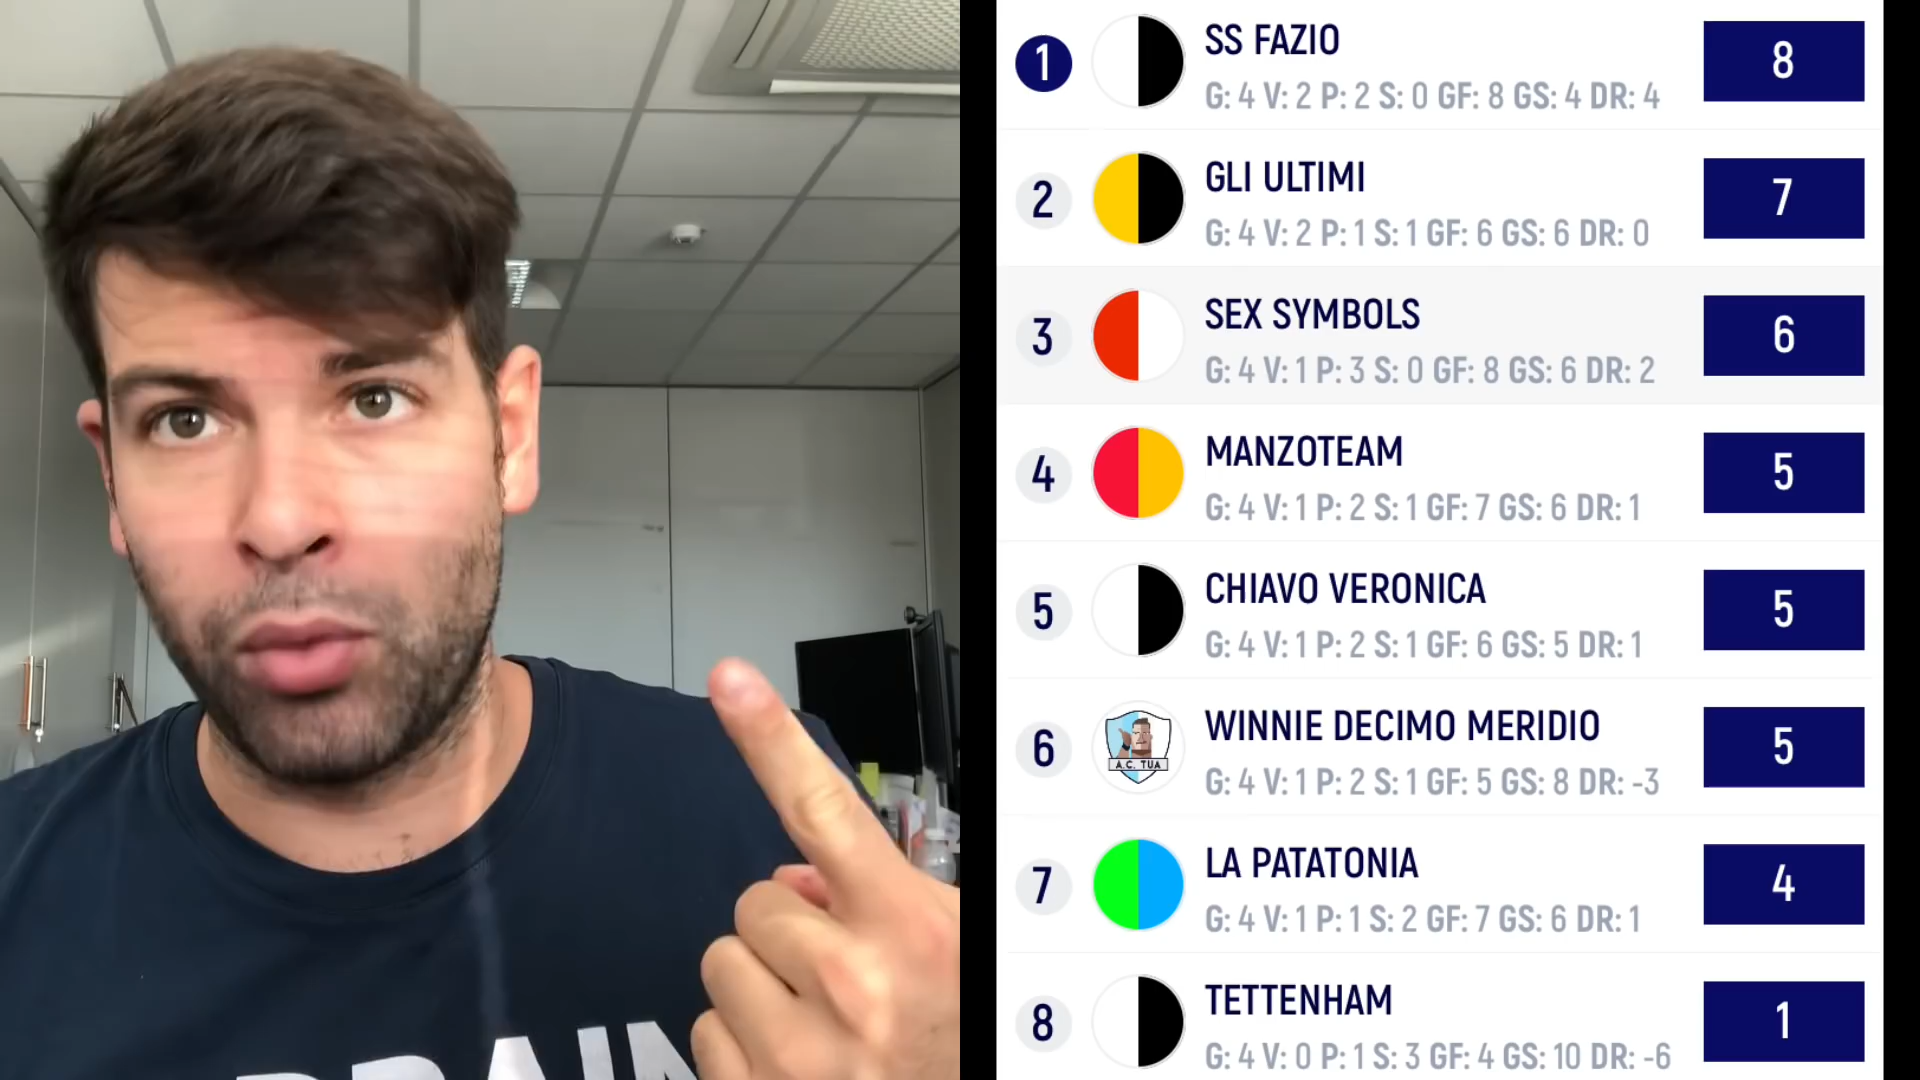 1
SS FAZIO
G: 4 V: 2 P: 2 S: 0 GF: 8 GS: 4 DR: 4
8
2
GLI ULTIMI
G: 4 V: 2 P: 1 S: 1 GF: 6 GS: 6 DR: 0
7
3
SEX SYMBOLS
G: 4 V: 1 P: 3 S: 0 GF: 8 GS: 6 DR: 2
6
4
MANZOTEAM
G: 4 V: 1 P: 2 S: 1 GF: 7 GS: 6 DR: 1
5
5
CHIAVO VERONICA
G: 4 V: 1 P: 2 S: 1 GF: 6 GS: 5 DR: 1
5
6
A.C. TUA
WINNIE DECIMO MERIDIO
G: 4 V: 1 P: 2 S: 1 GF: 5 GS: 8 DR: -3
5
7
LA PATATONIA
G: 4 V: 1 P: 1 S: 2 GF: 7 GS: 6 DR: 1
4
8
TETTENHAM
G: 4 V: 0 P: 1 S: 3 GF: 4 GS: 10 DR: -6
1